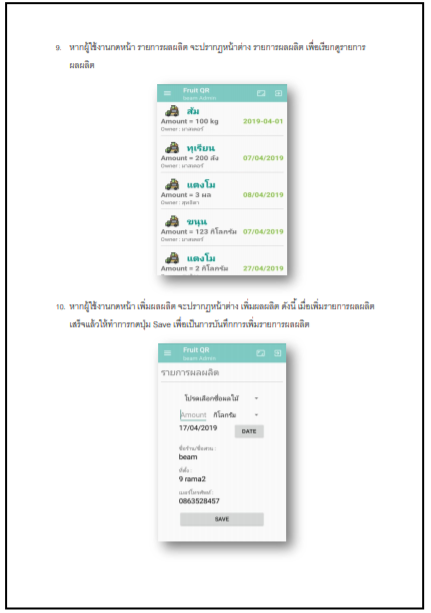 9. หากผู้ใช้งานกดหน้า รายการผลผลิต จะปรากฏหน้าต่าง รายการผลผลิต เพื่อเรียกดูรายการ
ผลผลิต
Fruit QR
beam Admin
ส้ม
Amount = 100 kg 2019-04-01
Owner : มาสเตอร์
ทุเรียน
Amount = 200 ลัง 07/04/2019
Owner : มาสเตอร์
แตงโม
Amount = 3 ผล 08/04/2019
Owner :
ขนุน
Amount = 123 กิโลกรัม 07/04/2019
Owner : มาสเตอร์
แตงโม
Amount = 2 กิโลกรัม 27/04/2019
10. หากผู้ใช้งานกดหน้า เพิ่มผลผลิต จะปรากฏหน้าต่าง เพิ่มผลผลิต ดังนี้ เมื่อเพิ่มรายการผลผลิต
เสร็จแล้วให้ทำการกดปุ่ม Save เพื่อเป็นการบันทึกการเพิ่มรายการผลผลิต
Fruit QR
beam Admin
รายการผลผลิต
โปรดเลือกชื่อผลไม้
Amount กิโลกรัม
17/04/2019 DATE
ชื่อร้าน/ชื่อสวน :
beam
ที่ตั้ง :
9 rama2
เบอร์โทรศัพท์ :
0863528457
SAVE